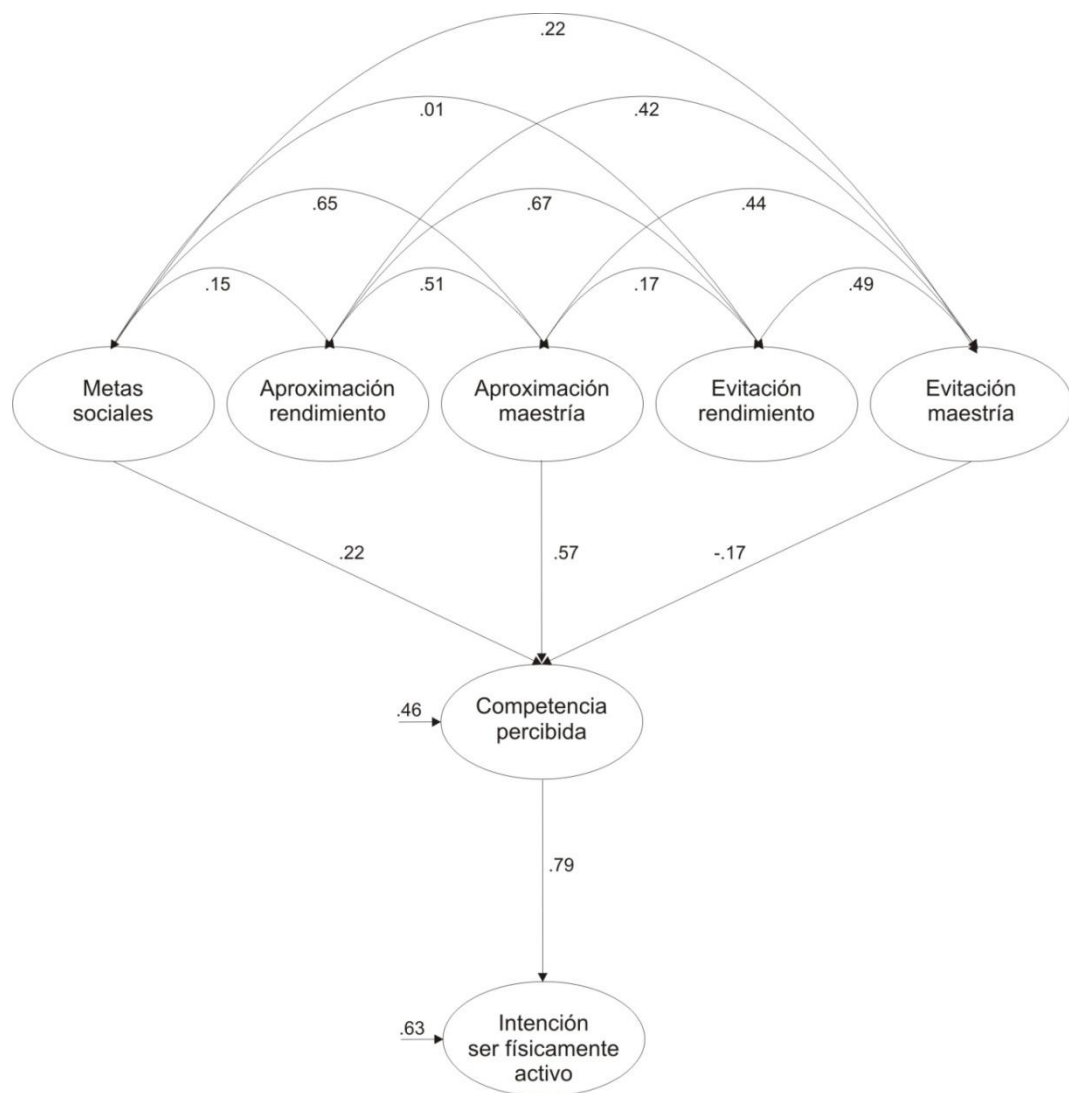 .22
.01
.42
.65
.67
.44
.15
.51
.17
.49
Metas
sociales
Aproximación
rendimiento
Aproximación
maestría
Evitación
rendimiento
Evitación
maestría
.22
.57
-.17
.46
Competencia
percibida
.79
.63
Intención
ser físicamente
activo